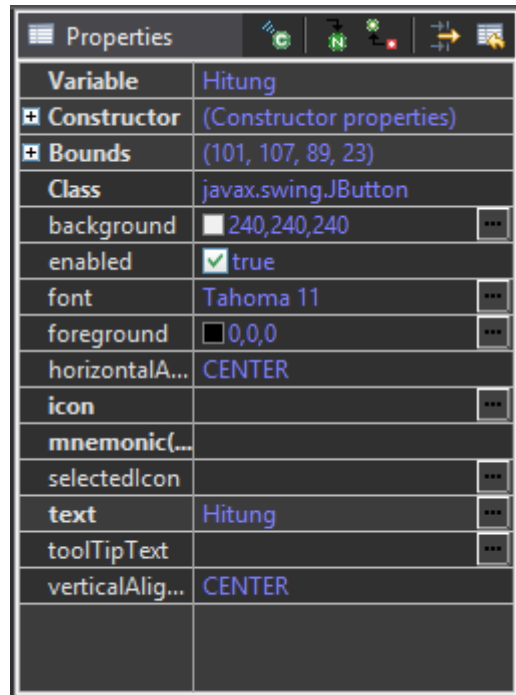 Properties
Variable Hitung
Constructor (Constructor properties)
Bounds (101, 107, 89, 23)
Class javax.swing.JButton
background 240,240,240 ...
enabled true
font Tahoma 11 ...
foreground 0,0,0 ...
horizontalA... CENTER
icon ...
mnemonic(...
selectedIcon ...
text Hitung ...
toolTipText ...
verticalAlig... CENTER